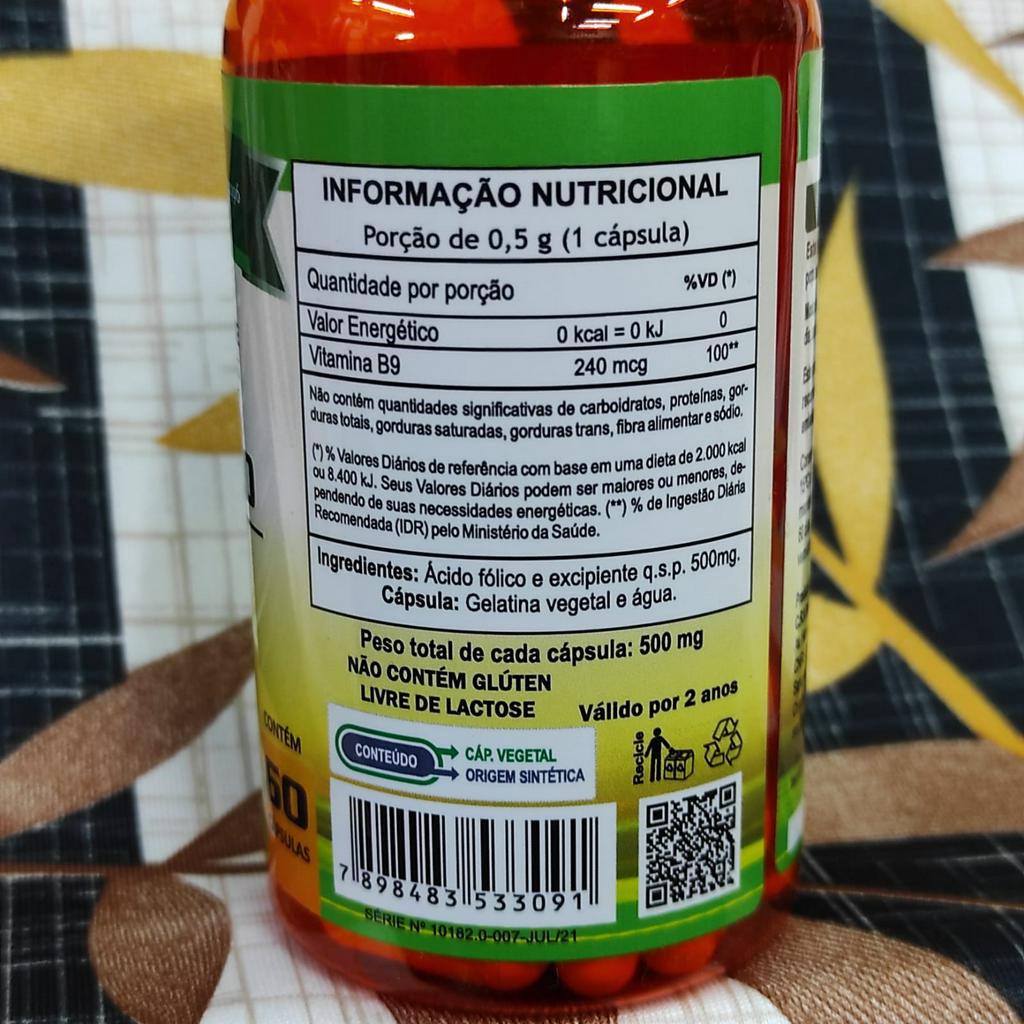 INFORMAÇÃO NUTRICIONAL
Porção de 0,5 g (1 cápsula)
Quantidade por porção %VD (*)
Valor Energético 0 kcal = 0 kJ 0
Vitamina B9 240 mcg 100**
Não contém quantidades significativas de carboidratos, proteínas, gor-
duras totais, gorduras saturadas, gorduras trans, fibra alimentar e sódio.
(*) % Valores Diários de referência com base em uma dieta de 2.000 kcal
ou 8.400 kJ. Seus Valores Diários podem ser maiores ou menores, de-
pendendo de suas necessidades energéticas. (**) % de Ingestão Diária
Recomendada (IDR) pelo Ministério da Saúde.
Ingredientes: Ácido fólico e excipiente q.s.p. 500mg.
Cápsula: Gelatina vegetal e água.
Peso total de cada cápsula: 500 mg
NÃO CONTÉM GLÚTEN
LIVRE DE LACTOSE
Válido por 2 anos
CONTÉM
CONTEÚDO
CÁP. VEGETAL
ORIGEM SINTÉTICA
Recicle
7 898483 533091
SÉRIE Nº 10182.0-007-JUL/21